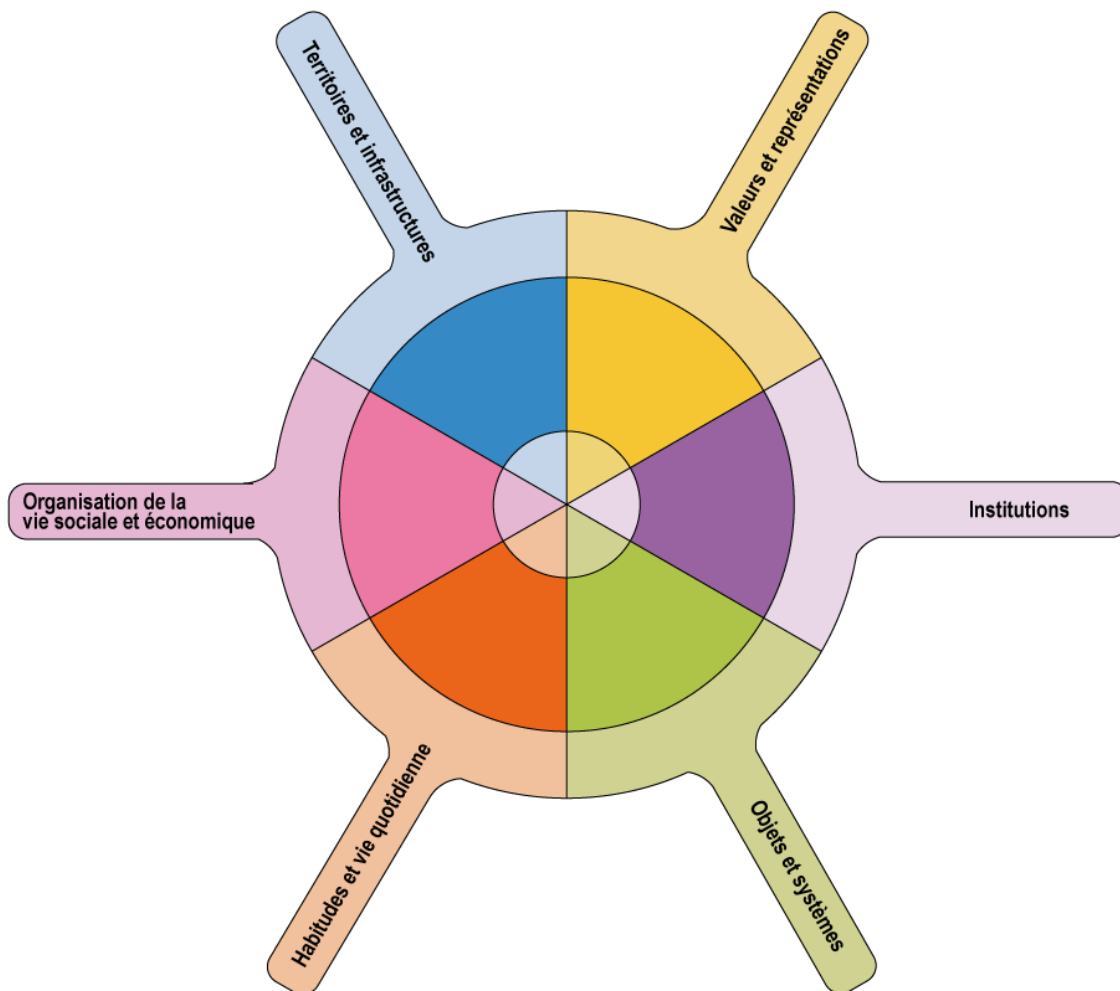 Territoires et infrastructures
Valeurs et représentations
Organisation de la
vie sociale et économique
Institutions
Habitudes et vie quotidienne
Objets et systèmes